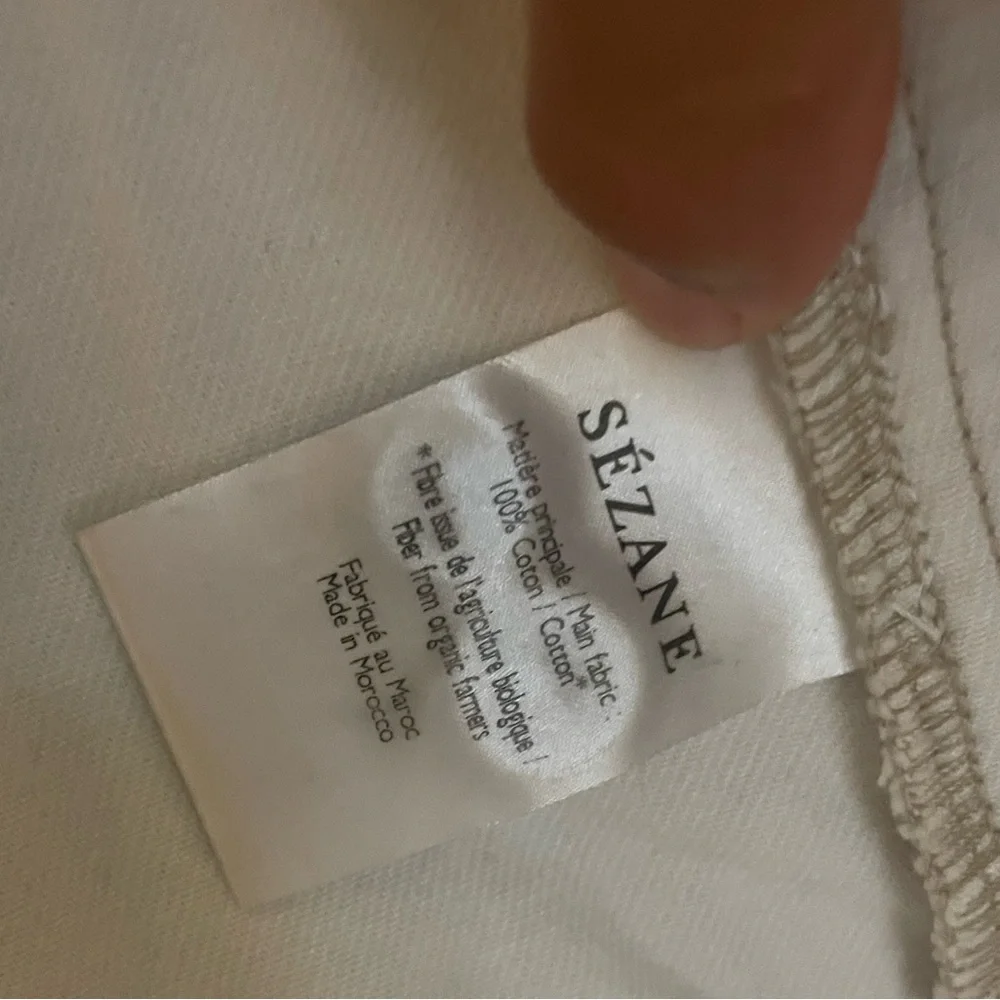 SÉZANE
Matière principale / Main fabric :
100% Coton / Cotton*
*Fibre issue de l'agriculture biologique /
Fiber from organic farmers
Fabriqué au Maroc
Made in Morocco